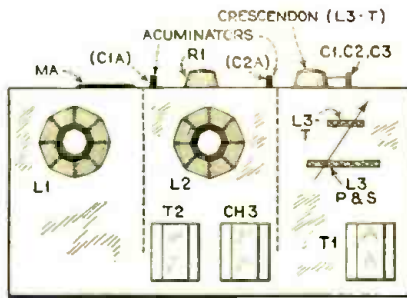 CRESCENDON (L3-T)
ACUMINATORS
(C1A)
R1
(C2A)
C1.C2,C3
MA
L3-
T
L1
L2
L3
P & S
T2
CH3
T1